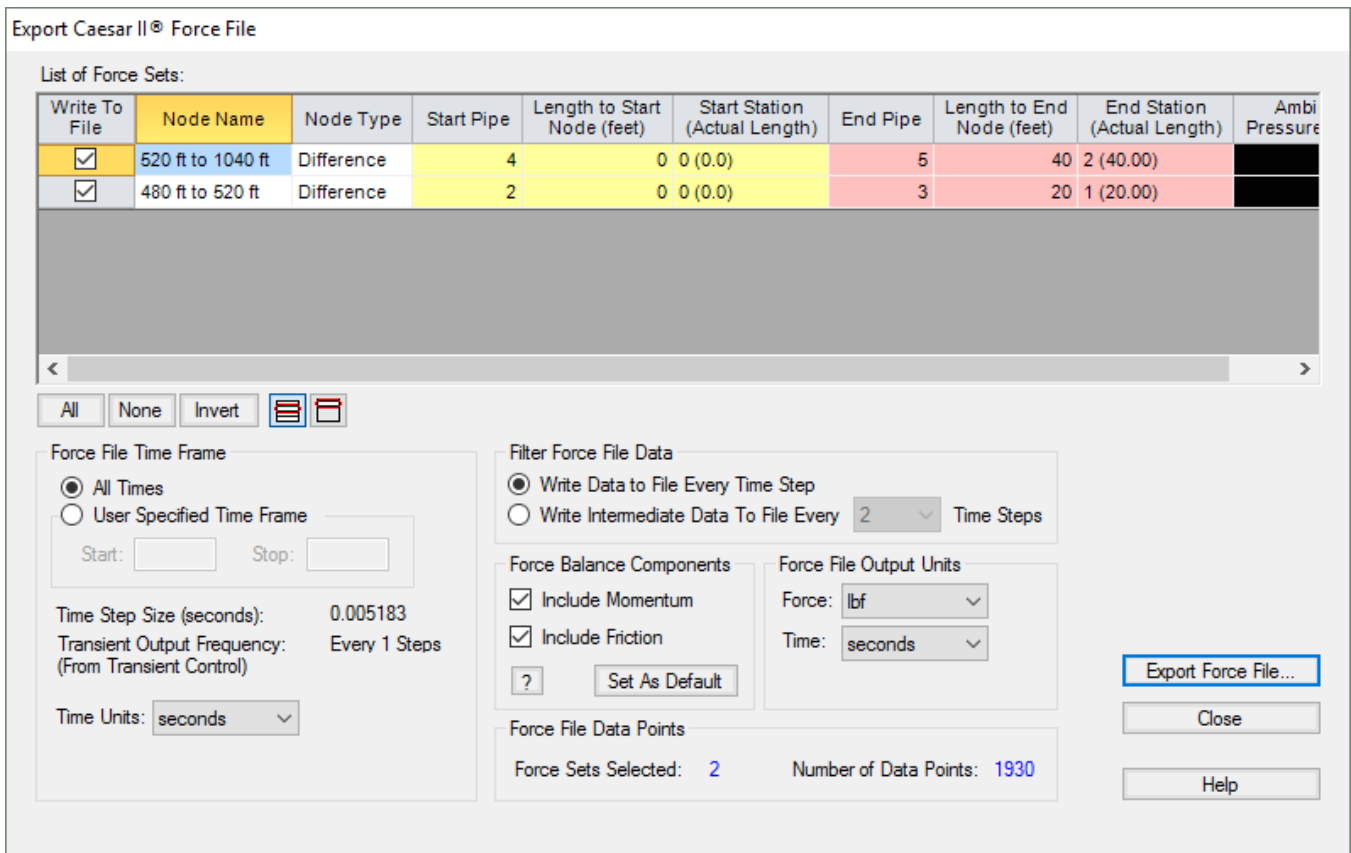 Export Caesar II® Force File
List of Force Sets:
Write To File Node Name Node Type Start Pipe Length to Start Node (feet) Start Station (Actual Length) End Pipe Length to End Node (feet) End Station (Actual Length) Ambi Pressure
520 ft to 1040 ft Difference 4 0 0 (0.0) 5 40 2 (40.00)
480 ft to 520 ft Difference 2 0 0 (0.0) 3 20 1 (20.00)
All None Invert
Force File Time Frame
All Times
User Specified Time Frame
Start: Stop:
Time Step Size (seconds): 0.005183
Transient Output Frequency: Every 1 Steps
(From Transient Control)
Time Units: seconds
Filter Force File Data
Write Data to File Every Time Step
Write Intermediate Data To File Every 2 Time Steps
Force Balance Components
Include Momentum
Include Friction
? Set As Default
Force File Output Units
Force: lbf
Time: seconds
Force File Data Points
Force Sets Selected: 2 Number of Data Points: 1930
Export Force File...
Close
Help